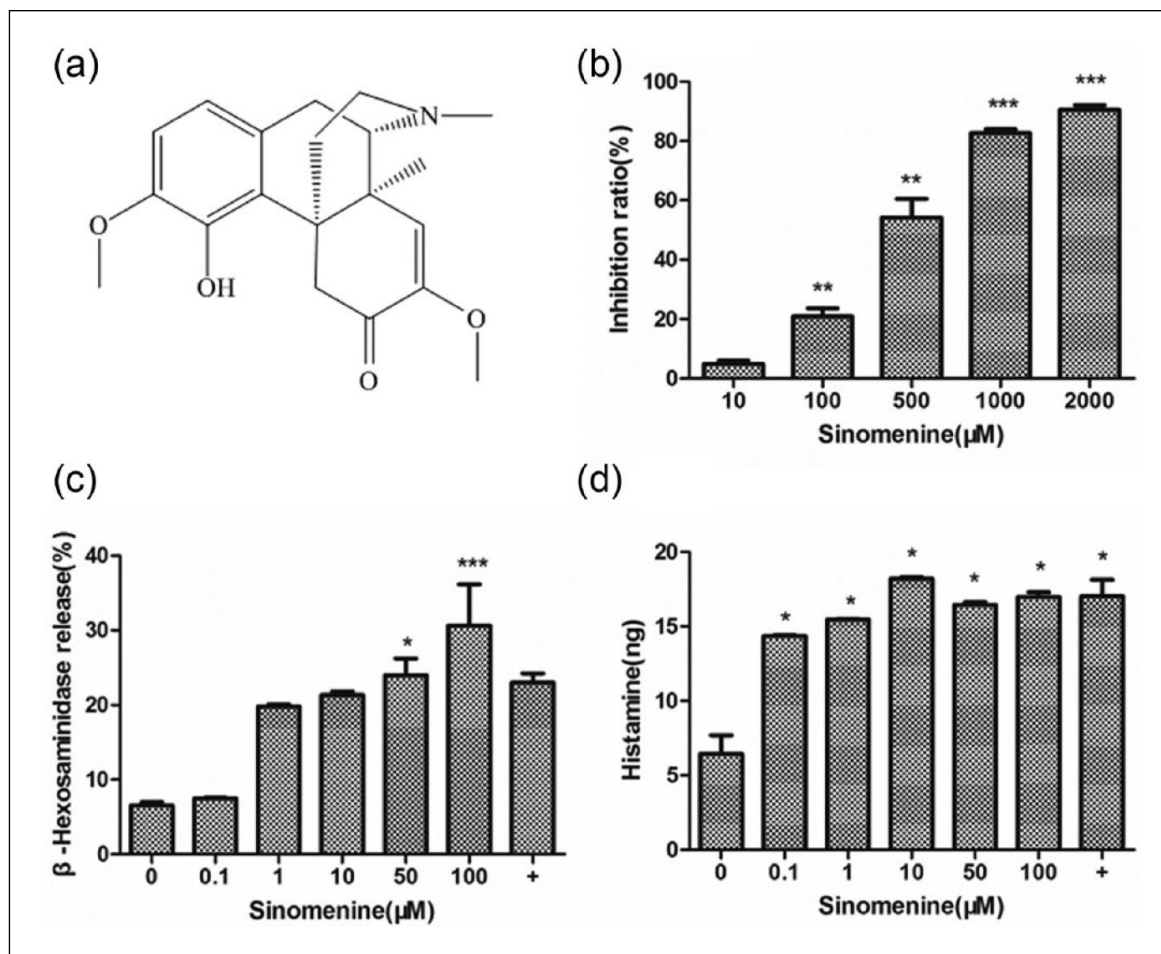 (a)
N
O
OH
O
O
(b)
Inhibition ratio(%)
100
80
60
40
20
0
**
**
***
***
10 100 500 1000 2000
Sinomenine(µM)
(c)
β -Hexosaminidase release(%)
40
30
20
10
0
*
***
0 0.1 1 10 50 100 +
Sinomenine(µM)
(d)
Histamine(ng)
20
15
10
5
0
*
*
*
*
*
*
0 0.1 1 10 50 100 +
Sinomenine(µM)